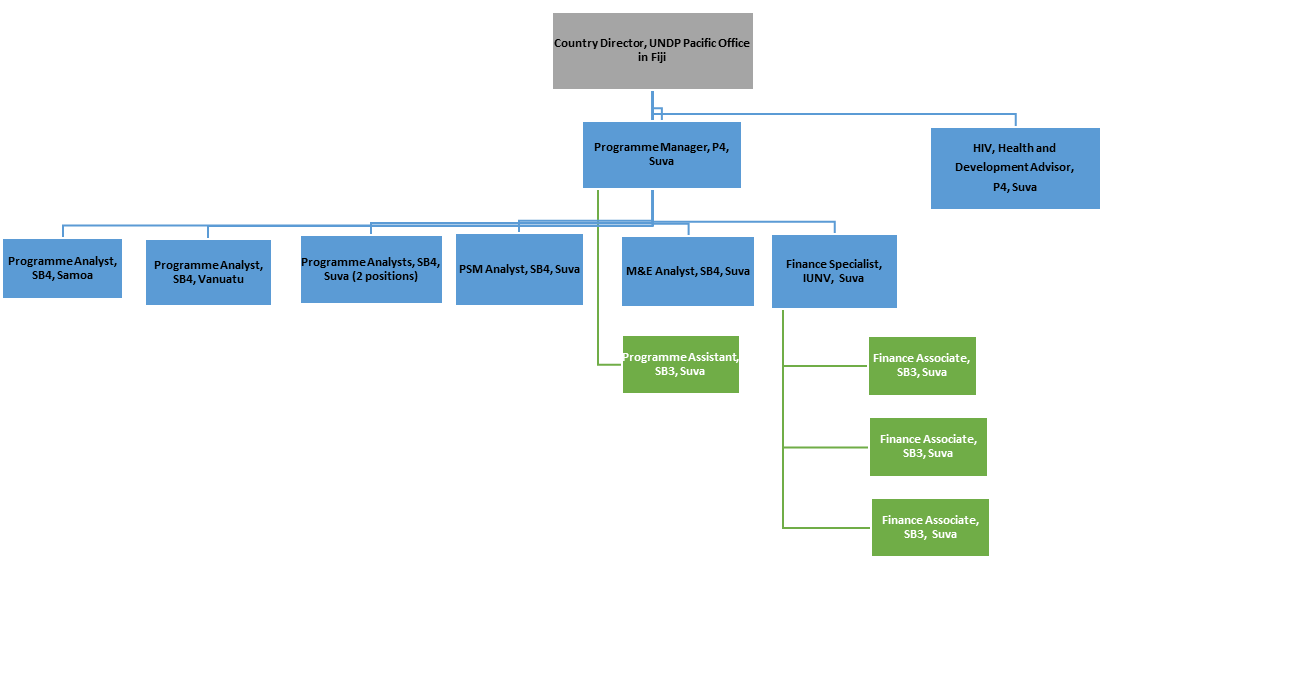 Country Director, UNDP Pacific Office
in Fiji
Programme Manager, P4,
Suva
HIV, Health and
Development Advisor,
P4, Suva
Programme Analyst,
SB4, Samoa
Programme Analyst,
SB4, Vanuatu
Programme Analysts, SB4,
Suva (2 positions)
PSM Analyst, SB4, Suva
M&E Analyst, SB4, Suva
Finance Specialist,
IUNV, Suva
Programme Assistant,
SB3, Suva
Finance Associate,
SB3, Suva
Finance Associate,
SB3, Suva
Finance Associate,
SB3, Suva